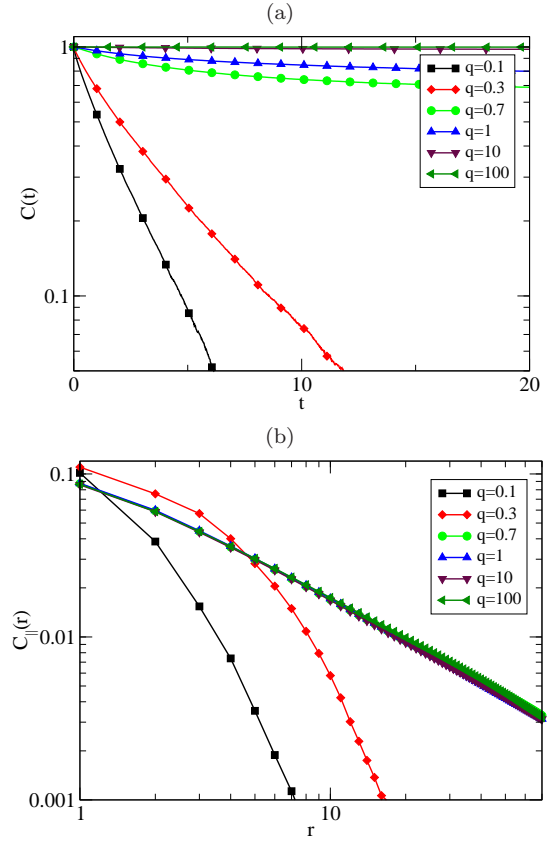 (a)
1
0.1
C(t)
q=0.1
q=0.3
q=0.7
q=1
q=10
q=100
0
10
20
t
(b)
0.1
0.01
0.001
C∥(r)
q=0.1
q=0.3
q=0.7
q=1
q=10
q=100
1
10
r